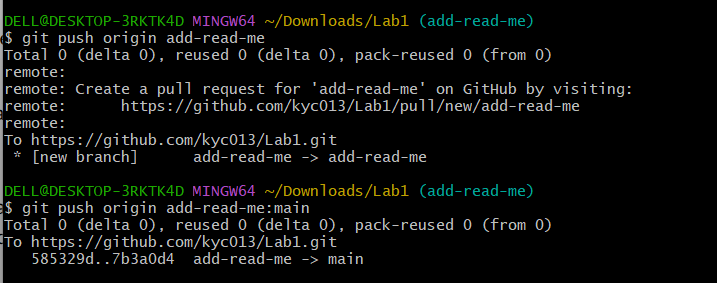 DELL@DESKTOP-3RKTK4D MINGW64 ~/Downloads/Lab1 (add-read-me)
$ git push origin add-read-me
Total 0 (delta 0), reused 0 (delta 0), pack-reused 0 (from 0)
remote:
remote: Create a pull request for 'add-read-me' on GitHub by visiting:
remote:      https://github.com/kyc013/Lab1/pull/new/add-read-me
remote:
To https://github.com/kyc013/Lab1.git
 * [new branch]      add-read-me -> add-read-me
DELL@DESKTOP-3RKTK4D MINGW64 ~/Downloads/Lab1 (add-read-me)
$ git push origin add-read-me:main
Total 0 (delta 0), reused 0 (delta 0), pack-reused 0 (from 0)
To https://github.com/kyc013/Lab1.git
   585329d..7b3a0d4  add-read-me -> main